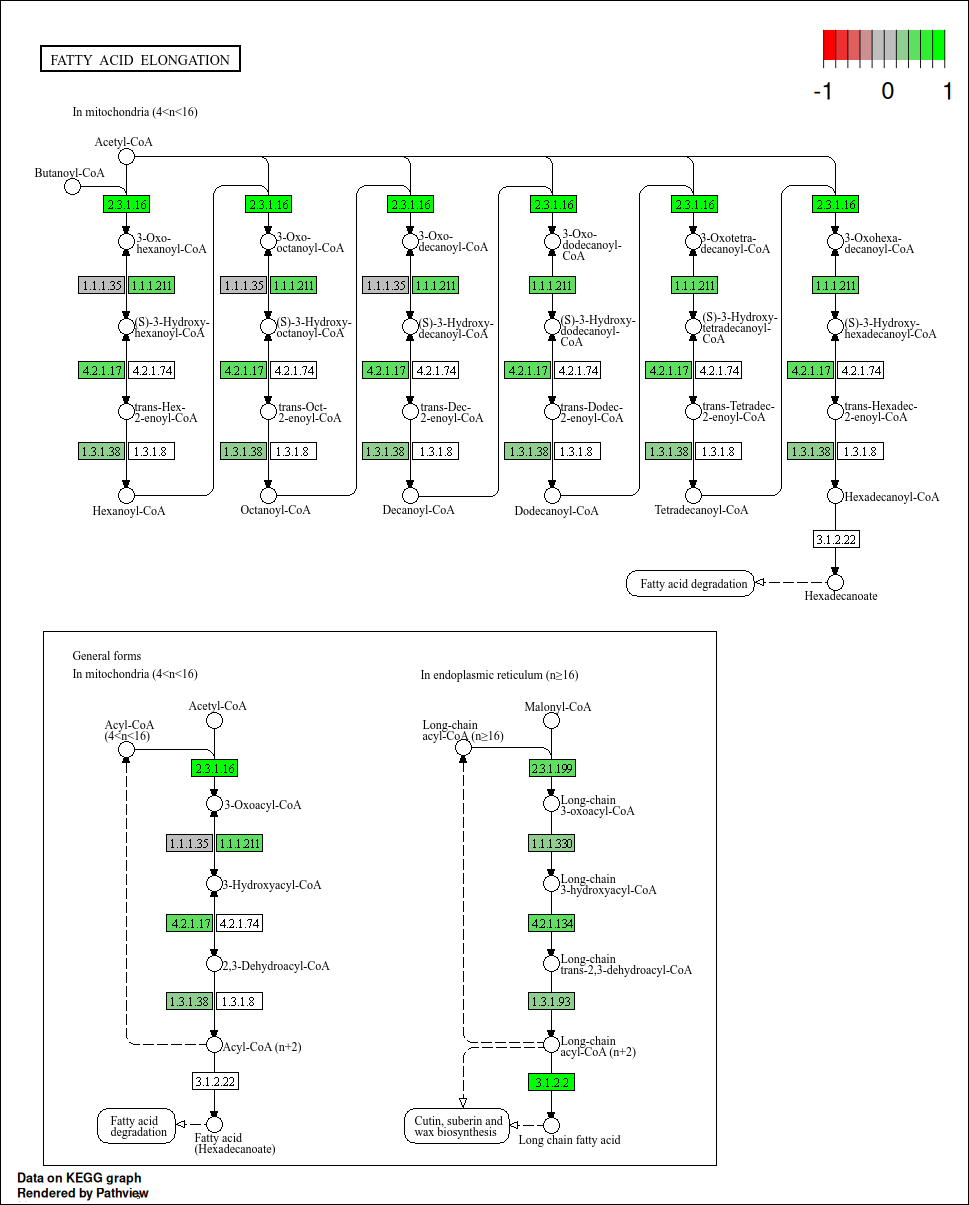 FATTY ACID ELONGATION
-1 0 1
In mitochondria (4<n<16)
Acetyl-CoA
Butanoyl-CoA
2.3.1.16 2.3.1.16 2.3.1.16 2.3.1.16 2.3.1.16 2.3.1.16
3-Oxo-
hexanoyl-CoA
3-Oxo-
octanoyl-CoA
3-Oxo-
decanoyl-CoA
3-Oxo-
dodecanoyl-
CoA
3-Oxotetra-
decanoyl-CoA
3-Oxohexa-
decanoyl-CoA
1.1.1.35 1.1.1.211 1.1.1.35 1.1.1.211 1.1.1.35 1.1.1.211 1.1.1.211 1.1.1.211 1.1.1.211
(S)-3-Hydroxy-
hexanoyl-CoA
(S)-3-Hydroxy-
octanoyl-CoA
(S)-3-Hydroxy-
decanoyl-CoA
(S)-3-Hydroxy-
dodecanoyl-
CoA
(S)-3-Hydroxy-
tetradecanoyl-
CoA
(S)-3-Hydroxy-
hexadecanoyl-CoA
4.2.1.17 4.2.1.74 4.2.1.17 4.2.1.74 4.2.1.17 4.2.1.74 4.2.1.17 4.2.1.74 4.2.1.17 4.2.1.74 4.2.1.17 4.2.1.74
trans-Hex-
2-enoyl-CoA
trans-Oct-
2-enoyl-CoA
trans-Dec-
2-enoyl-CoA
trans-Dodec-
2-enoyl-CoA
trans-Tetradec-
2-enoyl-CoA
trans-Hexadec-
2-enoyl-CoA
1.3.1.38 1.3.1.8 1.3.1.38 1.3.1.8 1.3.1.38 1.3.1.8 1.3.1.38 1.3.1.8 1.3.1.38 1.3.1.8 1.3.1.38 1.3.1.8
Hexanoyl-CoA Octanoyl-CoA Decanoyl-CoA Dodecanoyl-CoA Tetradecanoyl-CoA Hexadecanoyl-CoA
3.1.2.22
Fatty acid degradation
Hexadecanoate
General forms
In mitochondria (4<n<16)
Acetyl-CoA
Acyl-CoA
(4<n<16)
2.3.1.16
3-Oxoacyl-CoA
1.1.1.35 1.1.1.211
3-Hydroxyacyl-CoA
4.2.1.17 4.2.1.74
2,3-Dehydroacyl-CoA
1.3.1.38 1.3.1.8
Acyl-CoA (n+2)
3.1.2.22
Fatty acid
degradation
Fatty acid
(Hexadecanoate)
In endoplasmic reticulum (n≥16)
Malonyl-CoA
Long-chain
acyl-CoA (n≥16)
2.3.1.199
Long-chain
3-oxoacyl-CoA
1.1.1.330
Long-chain
3-hydroxyacyl-CoA
4.2.1.134
Long-chain
trans-2,3-dehydroacyl-CoA
1.3.1.93
Long-chain
acyl-CoA (n+2)
3.1.2.2
Cutin, suberin and
wax biosynthesis
Long chain fatty acid
Data on KEGG graph
Rendered by Pathview